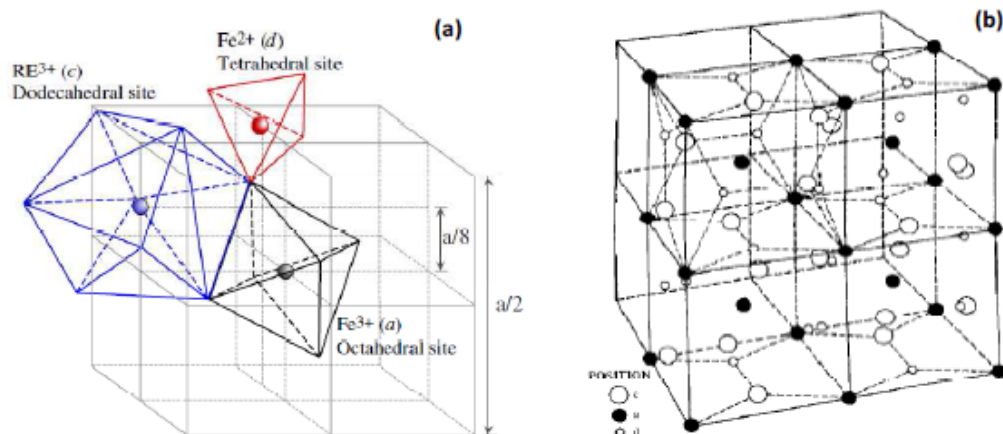 (a)
Fe²⁺ (d)
Tetrahedral site
RE³⁺ (c)
Dodecahedral site
a/8
a/2
Fe³⁺ (a)
Octahedral site
(b)
POSITION
c
a
d